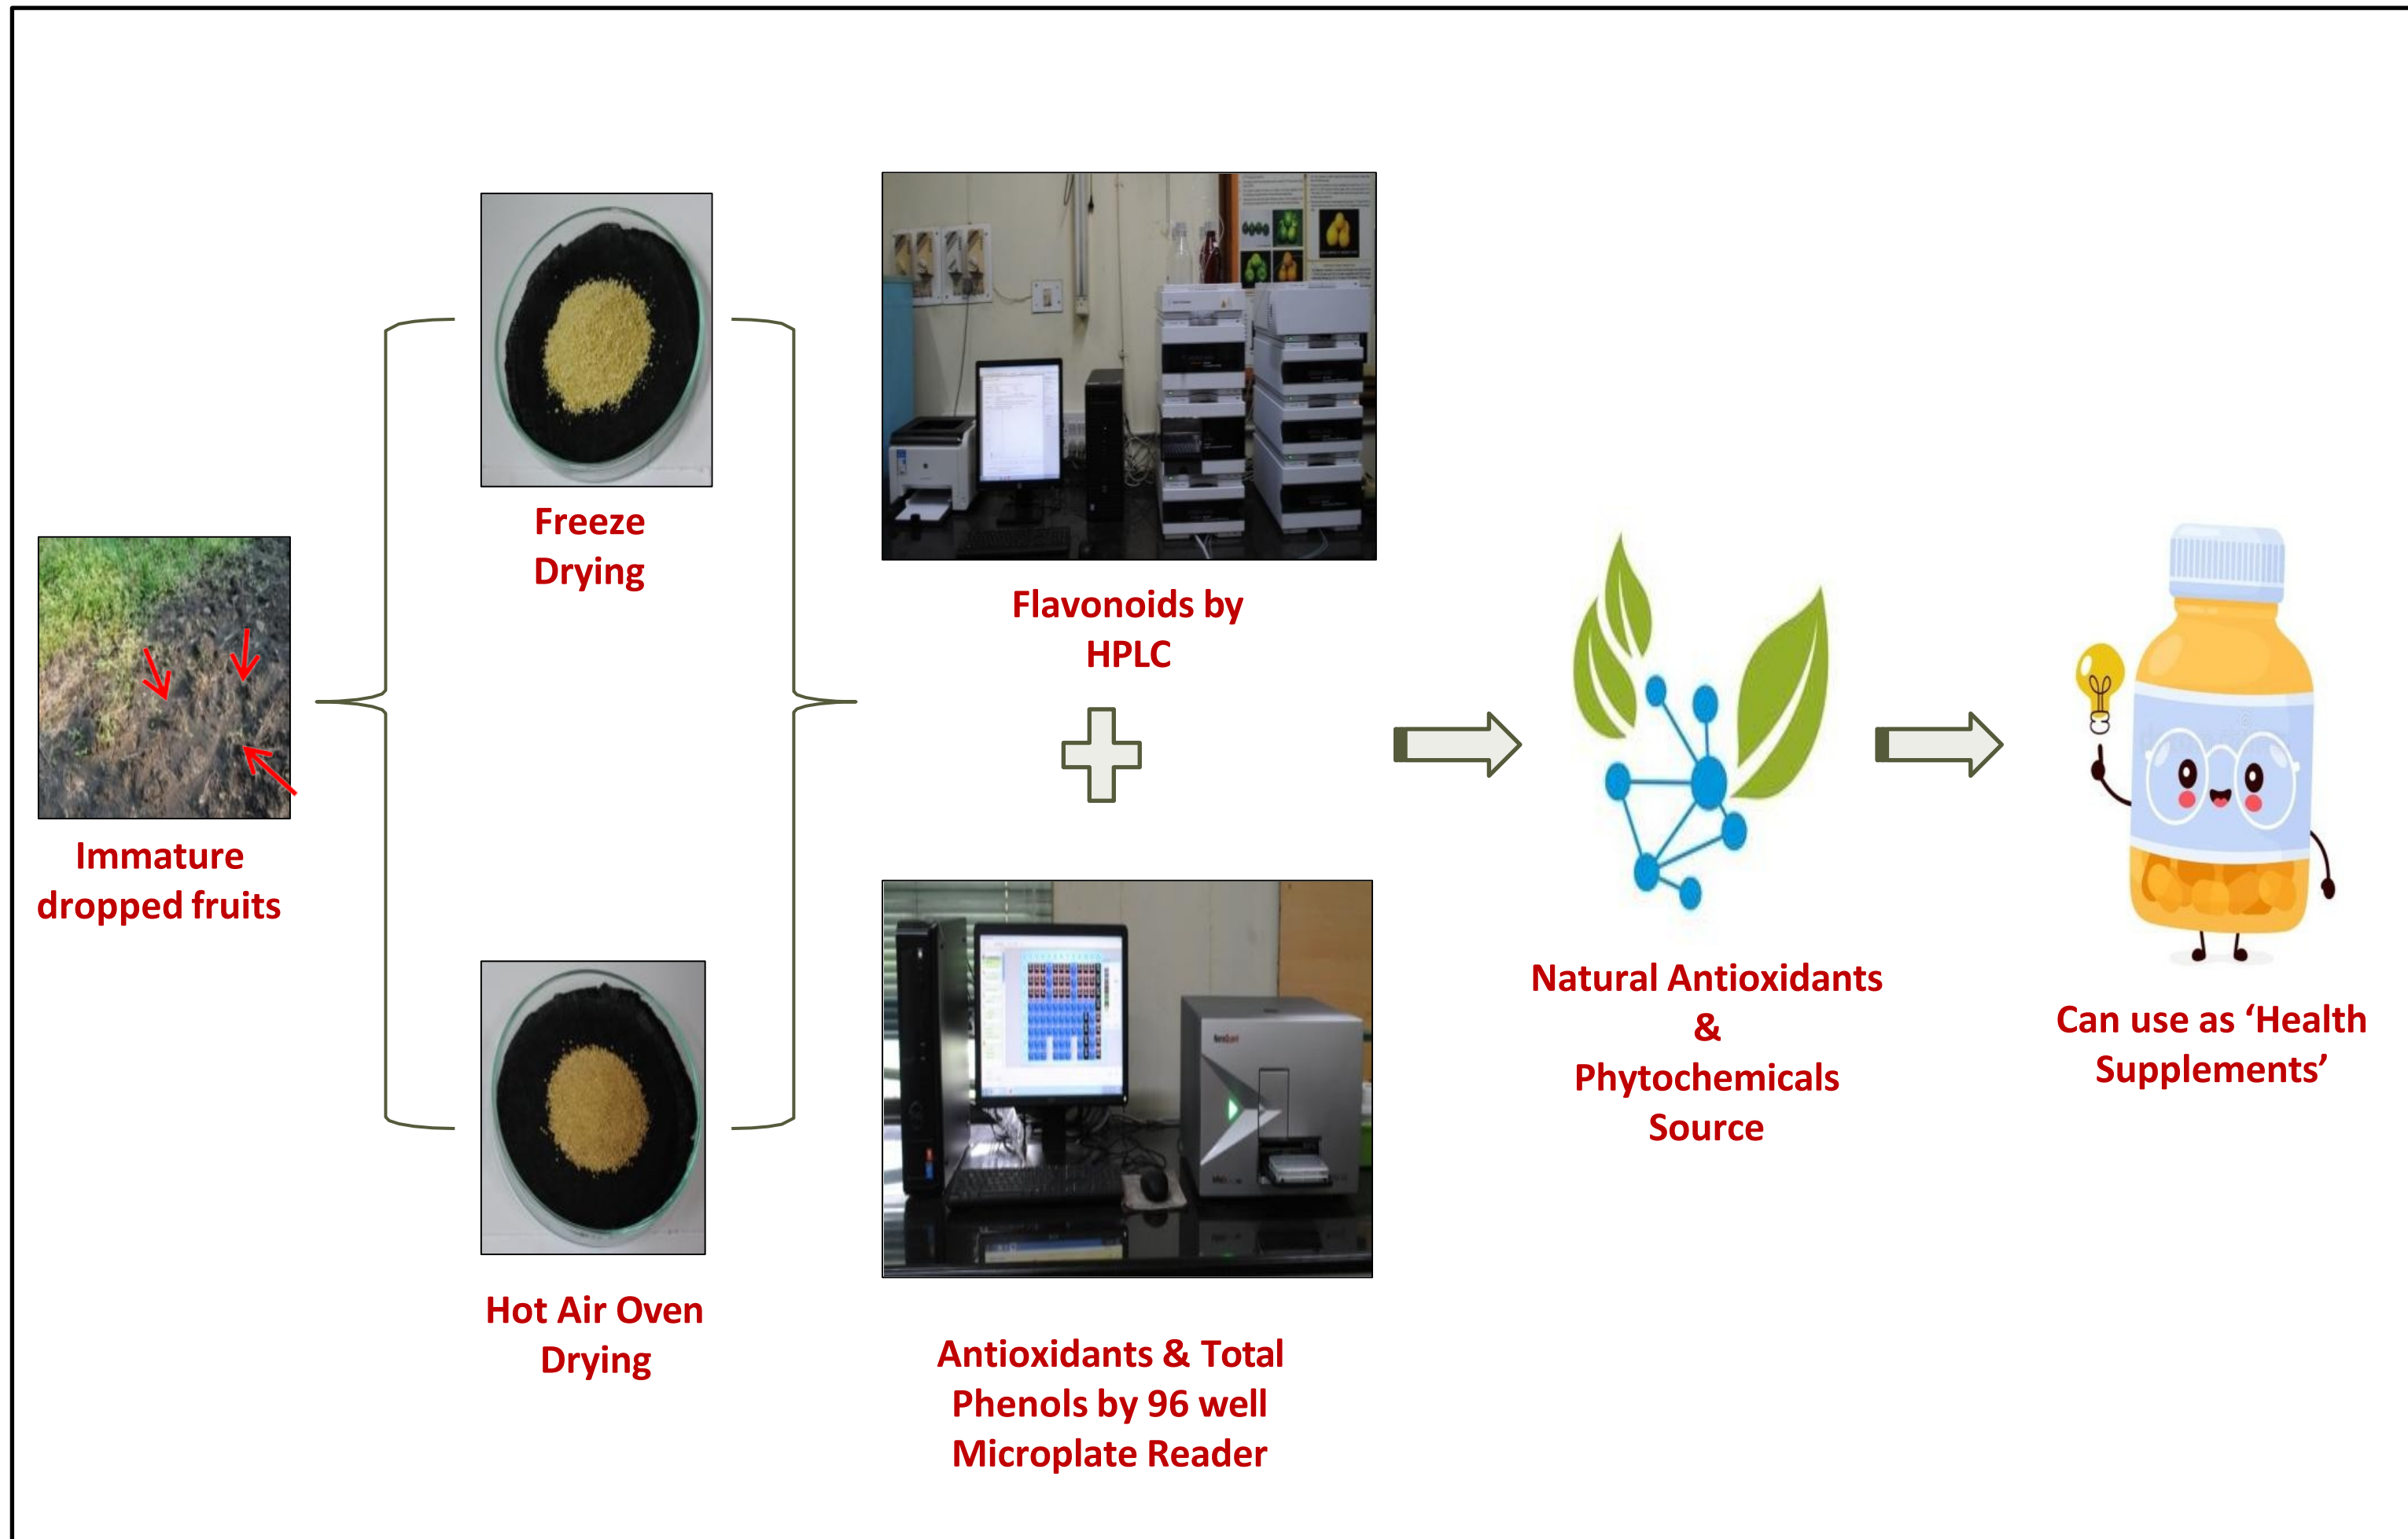 Freeze
Drying
Flavonoids by
HPLC
Immature
dropped fruits
Natural Antioxidants
&
Phytochemicals
Source
Can use as ‘Health
Supplements’
Hot Air Oven
Drying
Antioxidants & Total
Phenols by 96 well
Microplate Reader